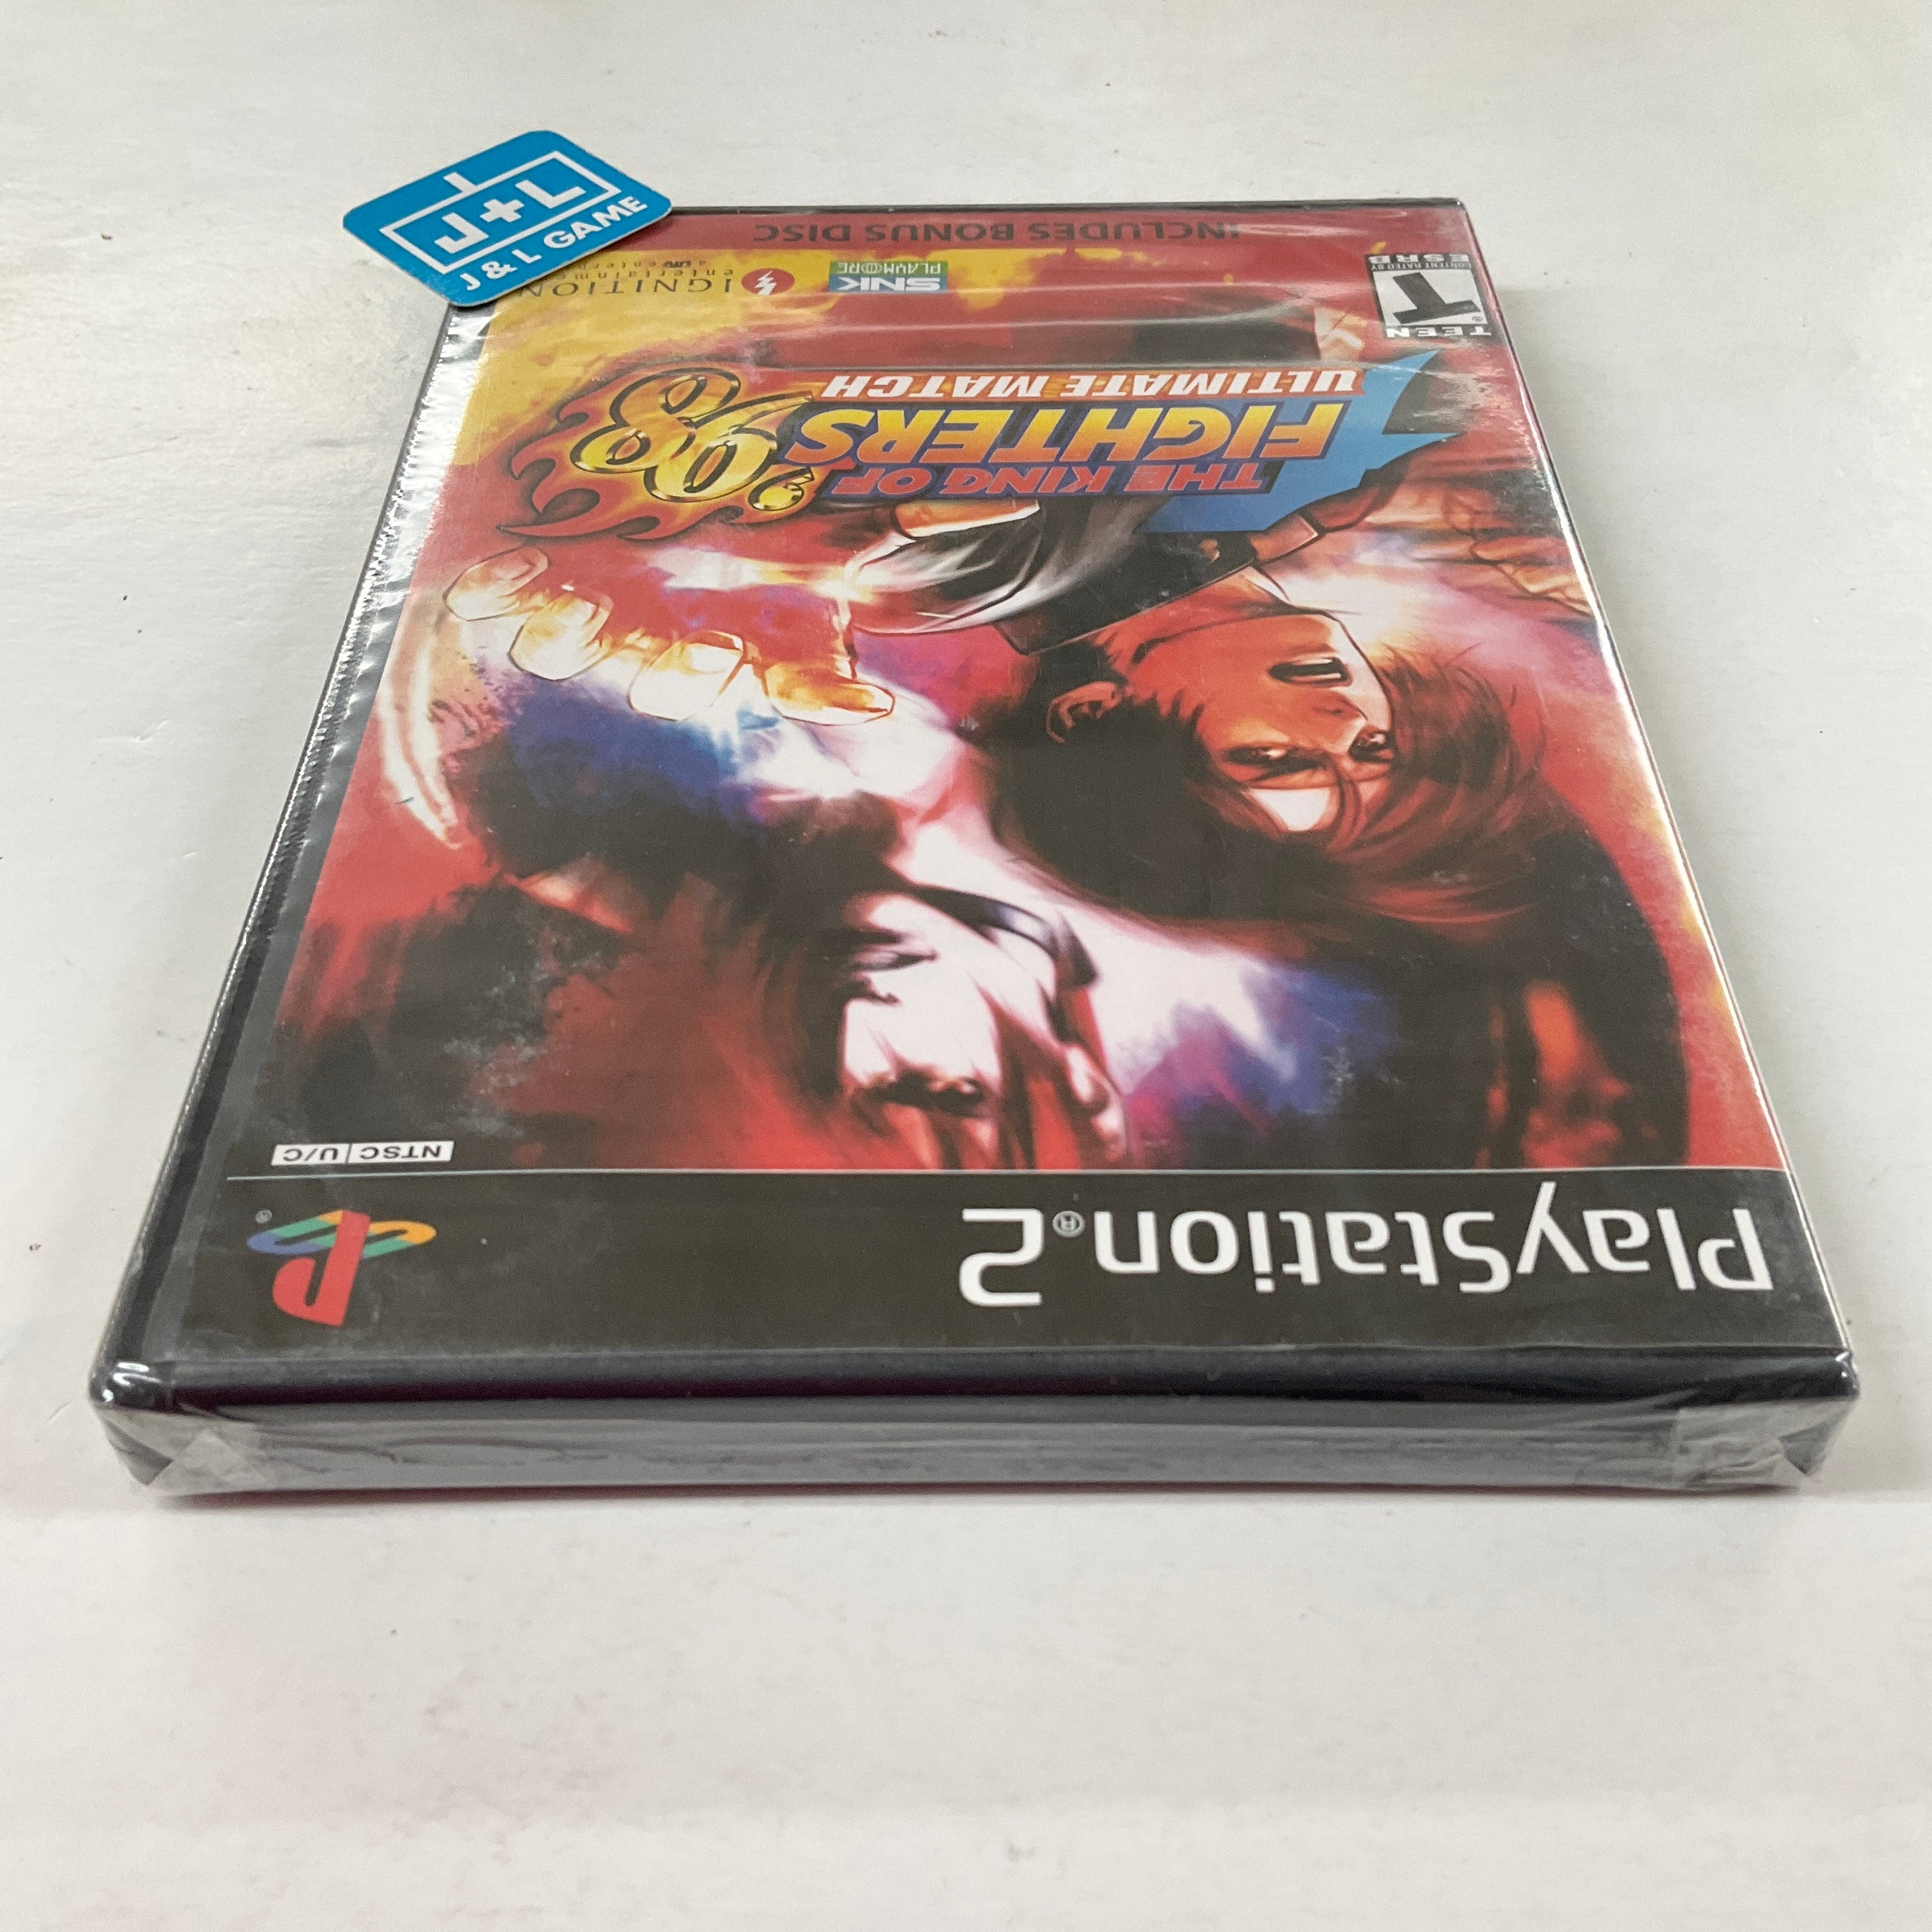 PlayStation®2
NTSC U/C
THE KING OF
FIGHTERS
'98
ULTIMATE MATCH
TEEN
T
CONTENT RATED BY
ESRB
SNK
PLAYMORE
IGNITION
INCLUDES BONUS DISC
J+L
J & L GAME